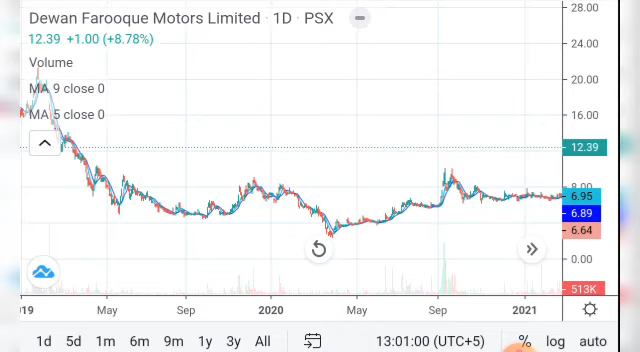 Dewan Farooque Motors Limited · 1D · PSX
12.39 +1.00 (+8.78%)
Volume
MA 9 close 0
MA 5 close 0
28.00
24.00
20.00
16.00
12.39
8.00
6.95
6.89
6.64
0.00
513K
2019 May Sep 2020 May Sep 2021
1d 5d 1m 6m 9m 1y 3y All 13:01:00 (UTC+5) % log auto